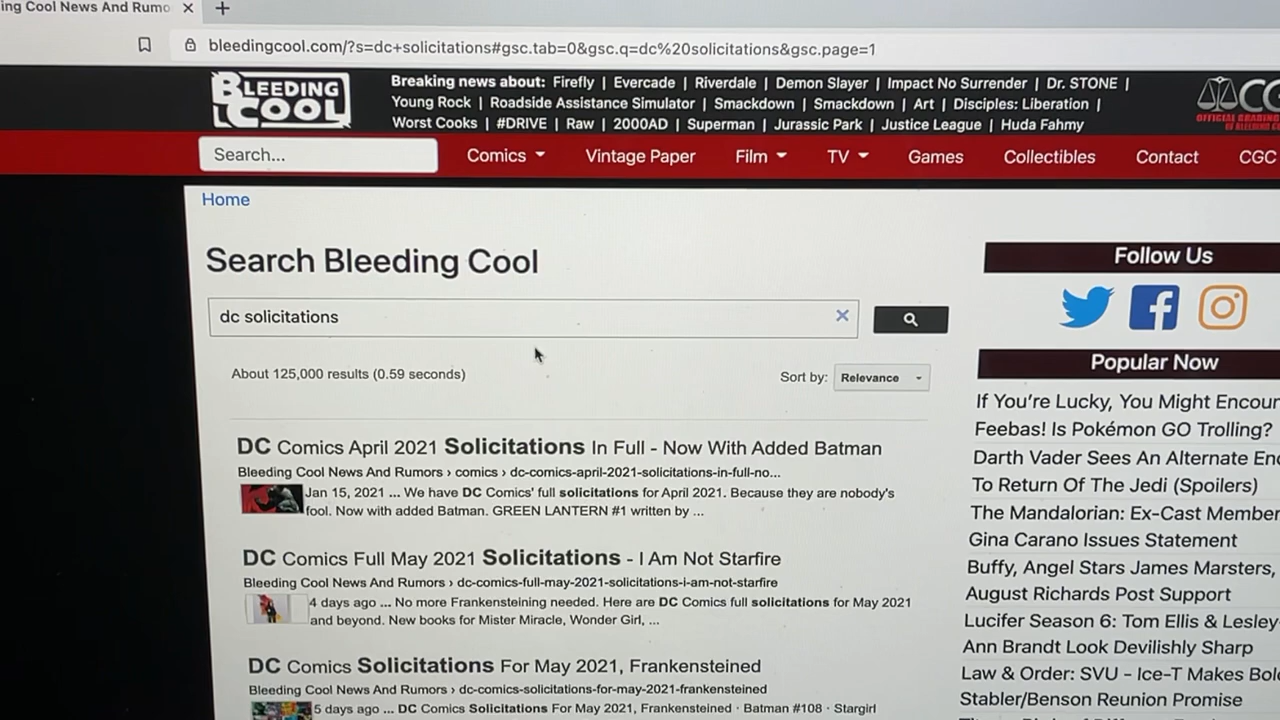 ing Cool News And Rumo
bleedingcool.com/?s=dc+solicitations#gsc.tab=0&gsc.q=dc%20solicitations&gsc.page=1
BLEEDING COOL
Breaking news about: Firefly | Evercade | Riverdale | Demon Slayer | Impact No Surrender | Dr. STONE |
Young Rock | Roadside Assistance Simulator | Smackdown | Smackdown | Art | Disciples: Liberation |
Worst Cooks | #DRIVE | Raw | 2000AD | Superman | Jurassic Park | Justice League | Huda Fahmy
CG
OFFICIAL GRADING
OF BLEEDING C
Search...
Comics
Vintage Paper
Film
TV
Games
Collectibles
Contact
CGC
Home
Search Bleeding Cool
dc solicitations
About 125,000 results (0.59 seconds)
Sort by: Relevance
DC Comics April 2021 Solicitations In Full - Now With Added Batman
Bleeding Cool News And Rumors › comics › dc-comics-april-2021-solicitations-in-full-no...
Jan 15, 2021 ... We have DC Comics' full solicitations for April 2021. Because they are nobody's
fool. Now with added Batman. GREEN LANTERN #1 written by ...
DC Comics Full May 2021 Solicitations - I Am Not Starfire
Bleeding Cool News And Rumors › dc-comics-full-may-2021-solicitations-i-am-not-starfire
4 days ago ... No more Frankensteining needed. Here are DC Comics full solicitations for May 2021
and beyond. New books for Mister Miracle, Wonder Girl, ...
DC Comics Solicitations For May 2021, Frankensteined
Bleeding Cool News And Rumors › dc-comics-solicitations-for-may-2021-frankensteined
5 days ago ... DC Comics Solicitations For May 2021, Frankensteined · Batman #108 · Stargirl
Follow Us
Popular Now
If You're Lucky, You Might Encoun
Feebas! Is Pokémon GO Trolling?
Darth Vader Sees An Alternate End
To Return Of The Jedi (Spoilers)
The Mandalorian: Ex-Cast Member
Gina Carano Issues Statement
Buffy, Angel Stars James Marsters,
August Richards Post Support
Lucifer Season 6: Tom Ellis & Lesley-
Ann Brandt Look Devilishly Sharp
Law & Order: SVU - Ice-T Makes Bold
Stabler/Benson Reunion Promise